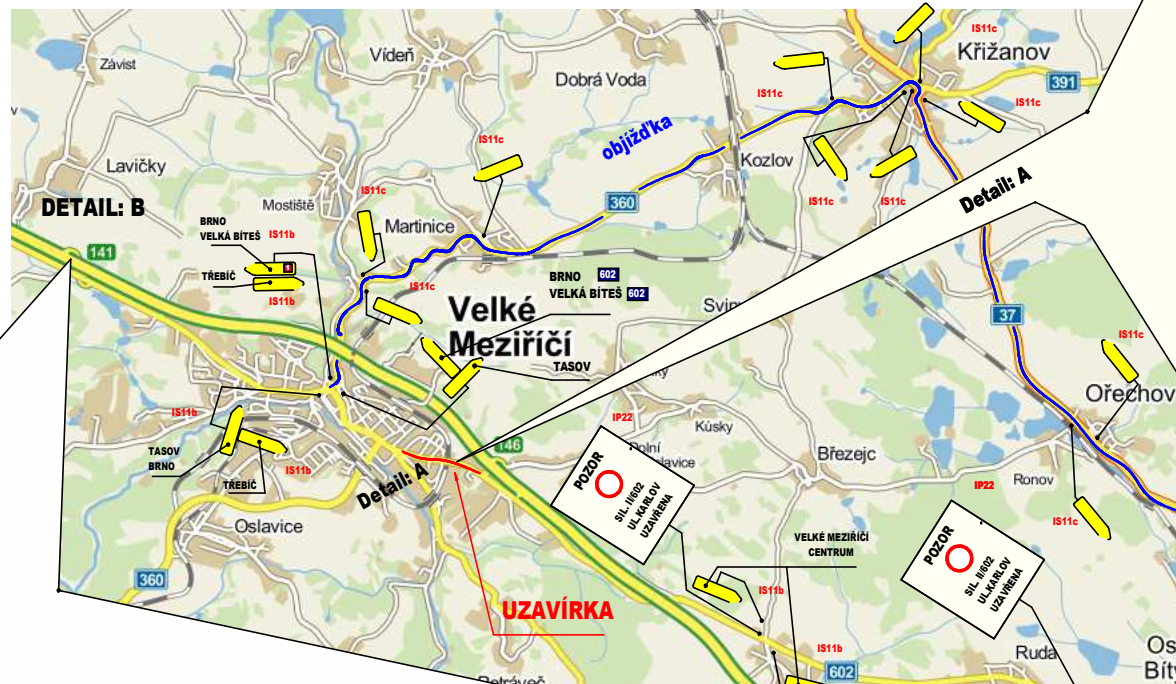 Závist
Vídeň
IS11c
Křižanov
IS11c
391
Dobrá Voda
IS11c
IS11c
objížďka
IS11c
Kozlov
Lavičky
IS11c
IS11c
IS11c
360
Detail: A
Mostiště
DETAIL: B
BRNO
VELKÁ BÍTEŠ
IS11b
Martinice
141
TŘEBÍČ
1
IS11b
IS11c
BRNO 602
VELKÁ BÍTEŠ 602
Velké
Meziříčí
37
IS11c
TASOV
Ořechov
IS11b
IP22
Kúsky
146
TASOV
BRNO
IS11b
TŘEBÍČ
Detail: A
Dolní
POZOR
SIL. II/602
UL.KARLOV
UZAVŘENA
Březejc
IP22
Ronov
IS11c
Oslavice
POZOR
SIL. II/602
UL.KARLOV
UZAVŘENA
VELKÉ MEZIŘÍČÍ
CENTRUM
360
IS11b
UZAVÍRKA
IS11b
Ruda
602